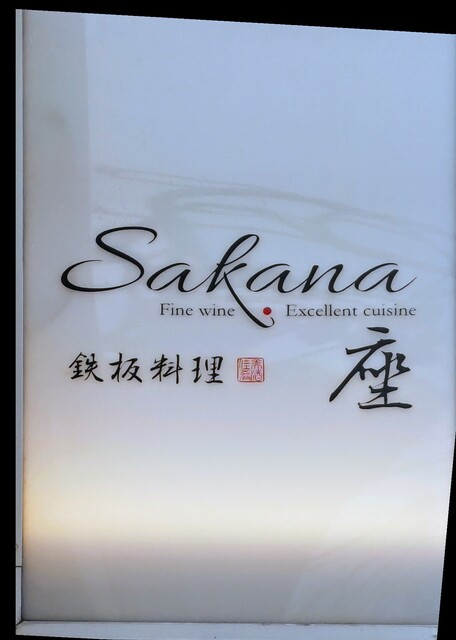 Sakana
Fine wine Excellent cuisine
鉄板料理
座